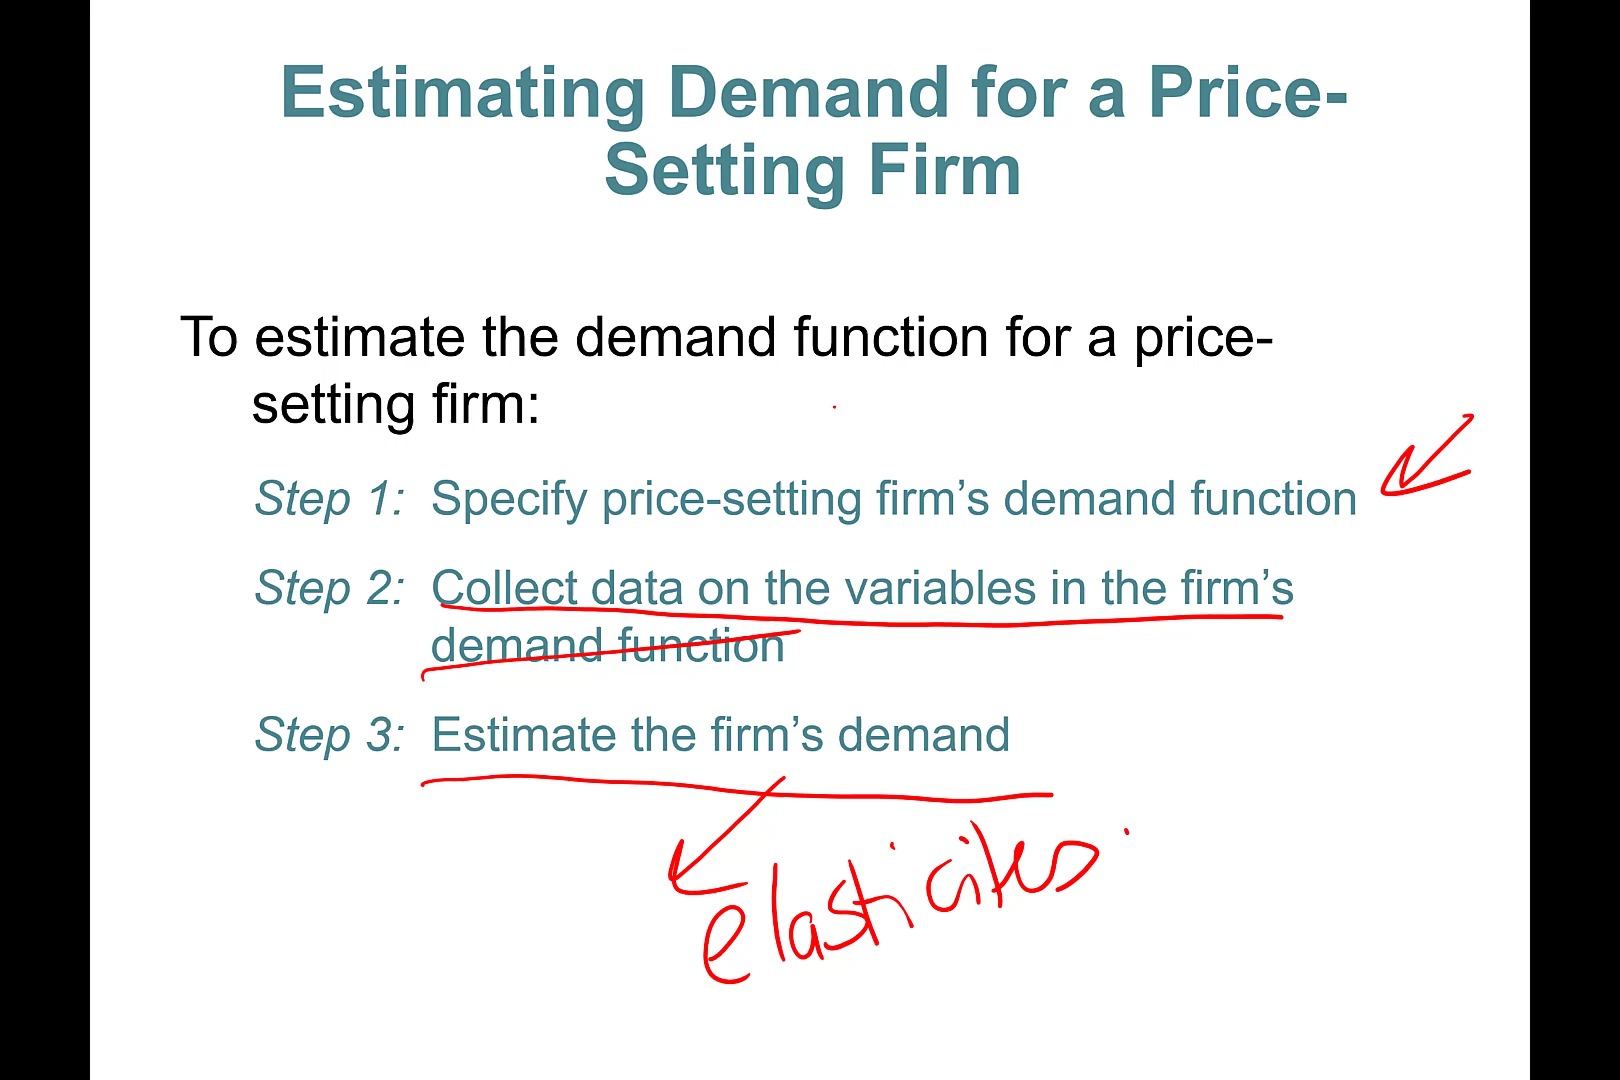 Estimating Demand for a Price-
Setting Firm
To estimate the demand function for a price-
setting firm:
Step 1: Specify price-setting firm’s demand function
Step 2: Collect data on the variables in the firm’s
demand function
Step 3: Estimate the firm’s demand
elasticites.